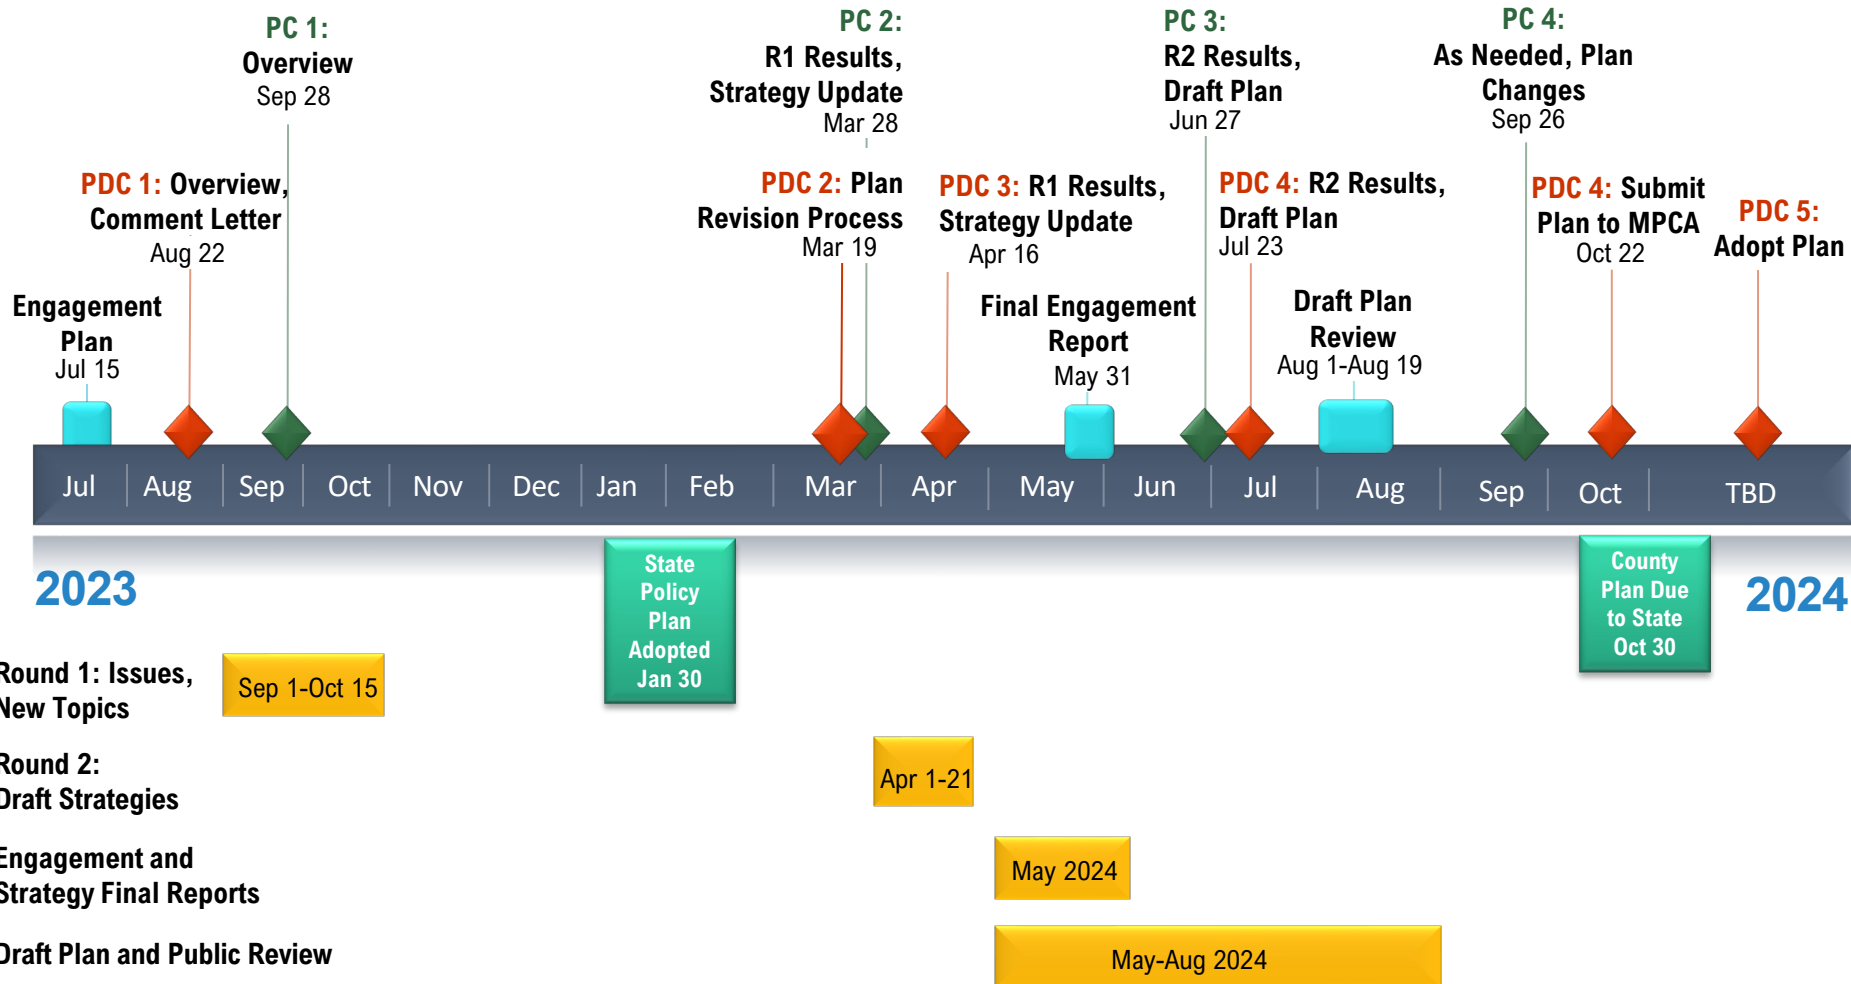 PC 1:
Overview
Sep 28
PC 2:
R1 Results,
Strategy Update
Mar 28
PC 3:
R2 Results,
Draft Plan
Jun 27
PC 4:
As Needed, Plan
Changes
Sep 26
PDC 1: Overview,
Comment Letter
Aug 22
PDC 2: Plan
Revision Process
Mar 19
PDC 3: R1 Results,
Strategy Update
Apr 16
PDC 4: R2 Results,
Draft Plan
Jul 23
PDC 4: Submit
Plan to MPCA
Oct 22
PDC 5:
Adopt Plan
Engagement
Plan
Jul 15
Final Engagement
Report
May 31
Draft Plan
Review
Aug 1-Aug 19
Jul Aug Sep Oct Nov Dec Jan Feb Mar Apr May Jun Jul Aug Sep Oct TBD
2023
State
Policy
Plan
Adopted
Jan 30
County
Plan Due
to State
Oct 30
2024
Round 1: Issues,
New Topics
Sep 1-Oct 15
Round 2:
Draft Strategies
Apr 1-21
Engagement and
Strategy Final Reports
May 2024
Draft Plan and Public Review
May-Aug 2024